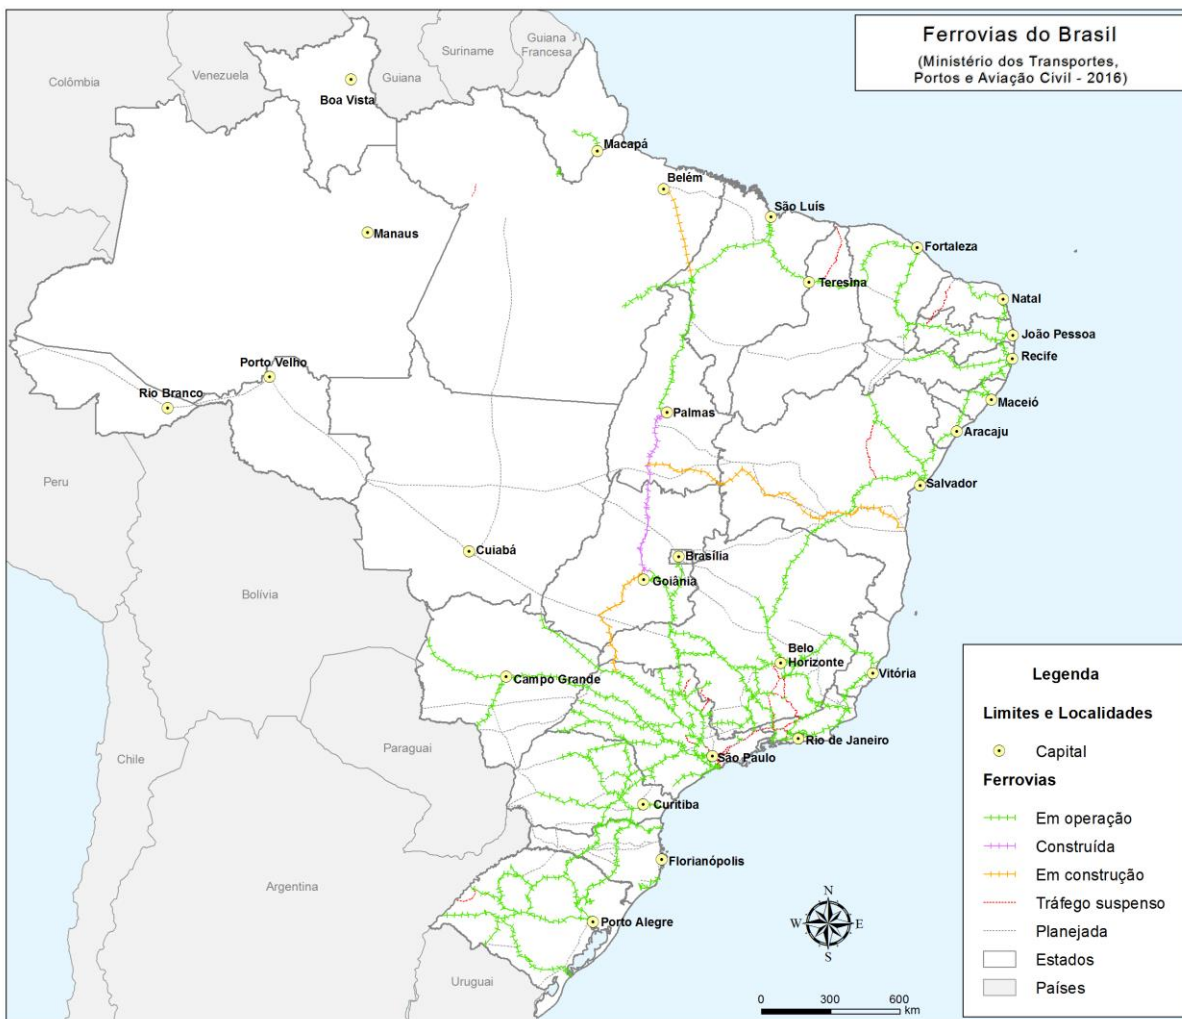 Ferrovias do Brasil
(Ministério dos Transportes,
Portos e Aviação Civil - 2016)
Colômbia
Venezuela
Guiana
Suriname
Guiana
Francesa
Boa Vista
Macapá
Belém
São Luís
Manaus
Fortaleza
Teresina
Natal
João Pessoa
Recife
Porto Velho
Rio Branco
Palmas
Maceió
Aracaju
Peru
Salvador
Cuiabá
Brasília
Goiânia
Bolívia
Belo
Horizonte
Vitória
Campo Grande
Rio de Janeiro
São Paulo
Paraguai
Chile
Curitiba
Florianópolis
Argentina
Porto Alegre
Uruguai
Legenda
Limites e Localidades
Capital
Ferrovias
Em operação
Construída
Em construção
Tráfego suspenso
Planejada
Estados
Países
N
W E
S
0 300 600
km